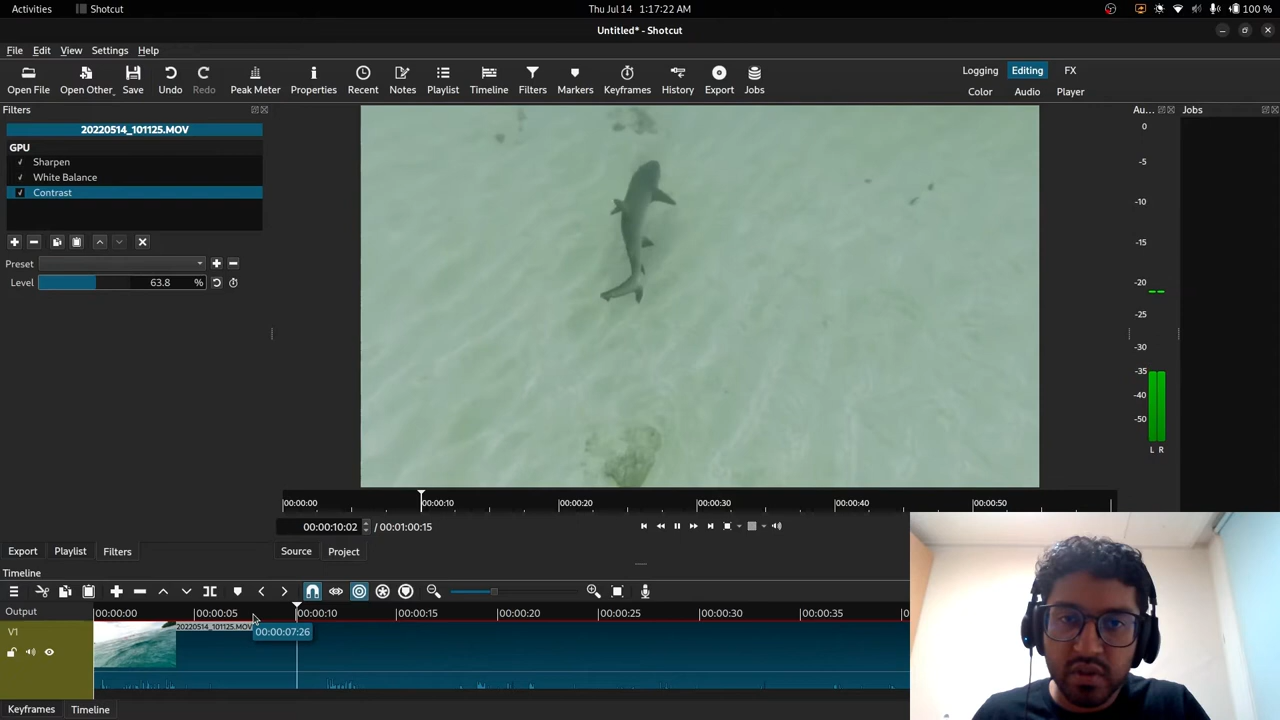 Activities Shotcut Thu Jul 14 1:17:22 AM 100 %
Untitled* - Shotcut
File Edit View Settings Help
Open File Open Other Save Undo Redo Peak Meter Properties Recent Notes Playlist Timeline Filters Markers Keyframes History Export Jobs
Logging Editing FX
Color Audio Player
Filters
Au... Jobs
20220514_101125.MOV
GPU
Sharpen
White Balance
Contrast
Preset
Level 63.8 %
0
-5
-10
-15
-20
-25
-30
-35
-40
-50
L R
00:00:00 00:00:10 00:00:20 00:00:30 00:00:40 00:00:50
00:00:10:02 / 00:01:00:15
Export Playlist Filters Source Project
Timeline
Output 00:00:00 00:00:05 00:00:10 00:00:15 00:00:20 00:00:25 00:00:30 00:00:35
V1 20220514_101125.MOV
00:00:07:26
Keyframes Timeline